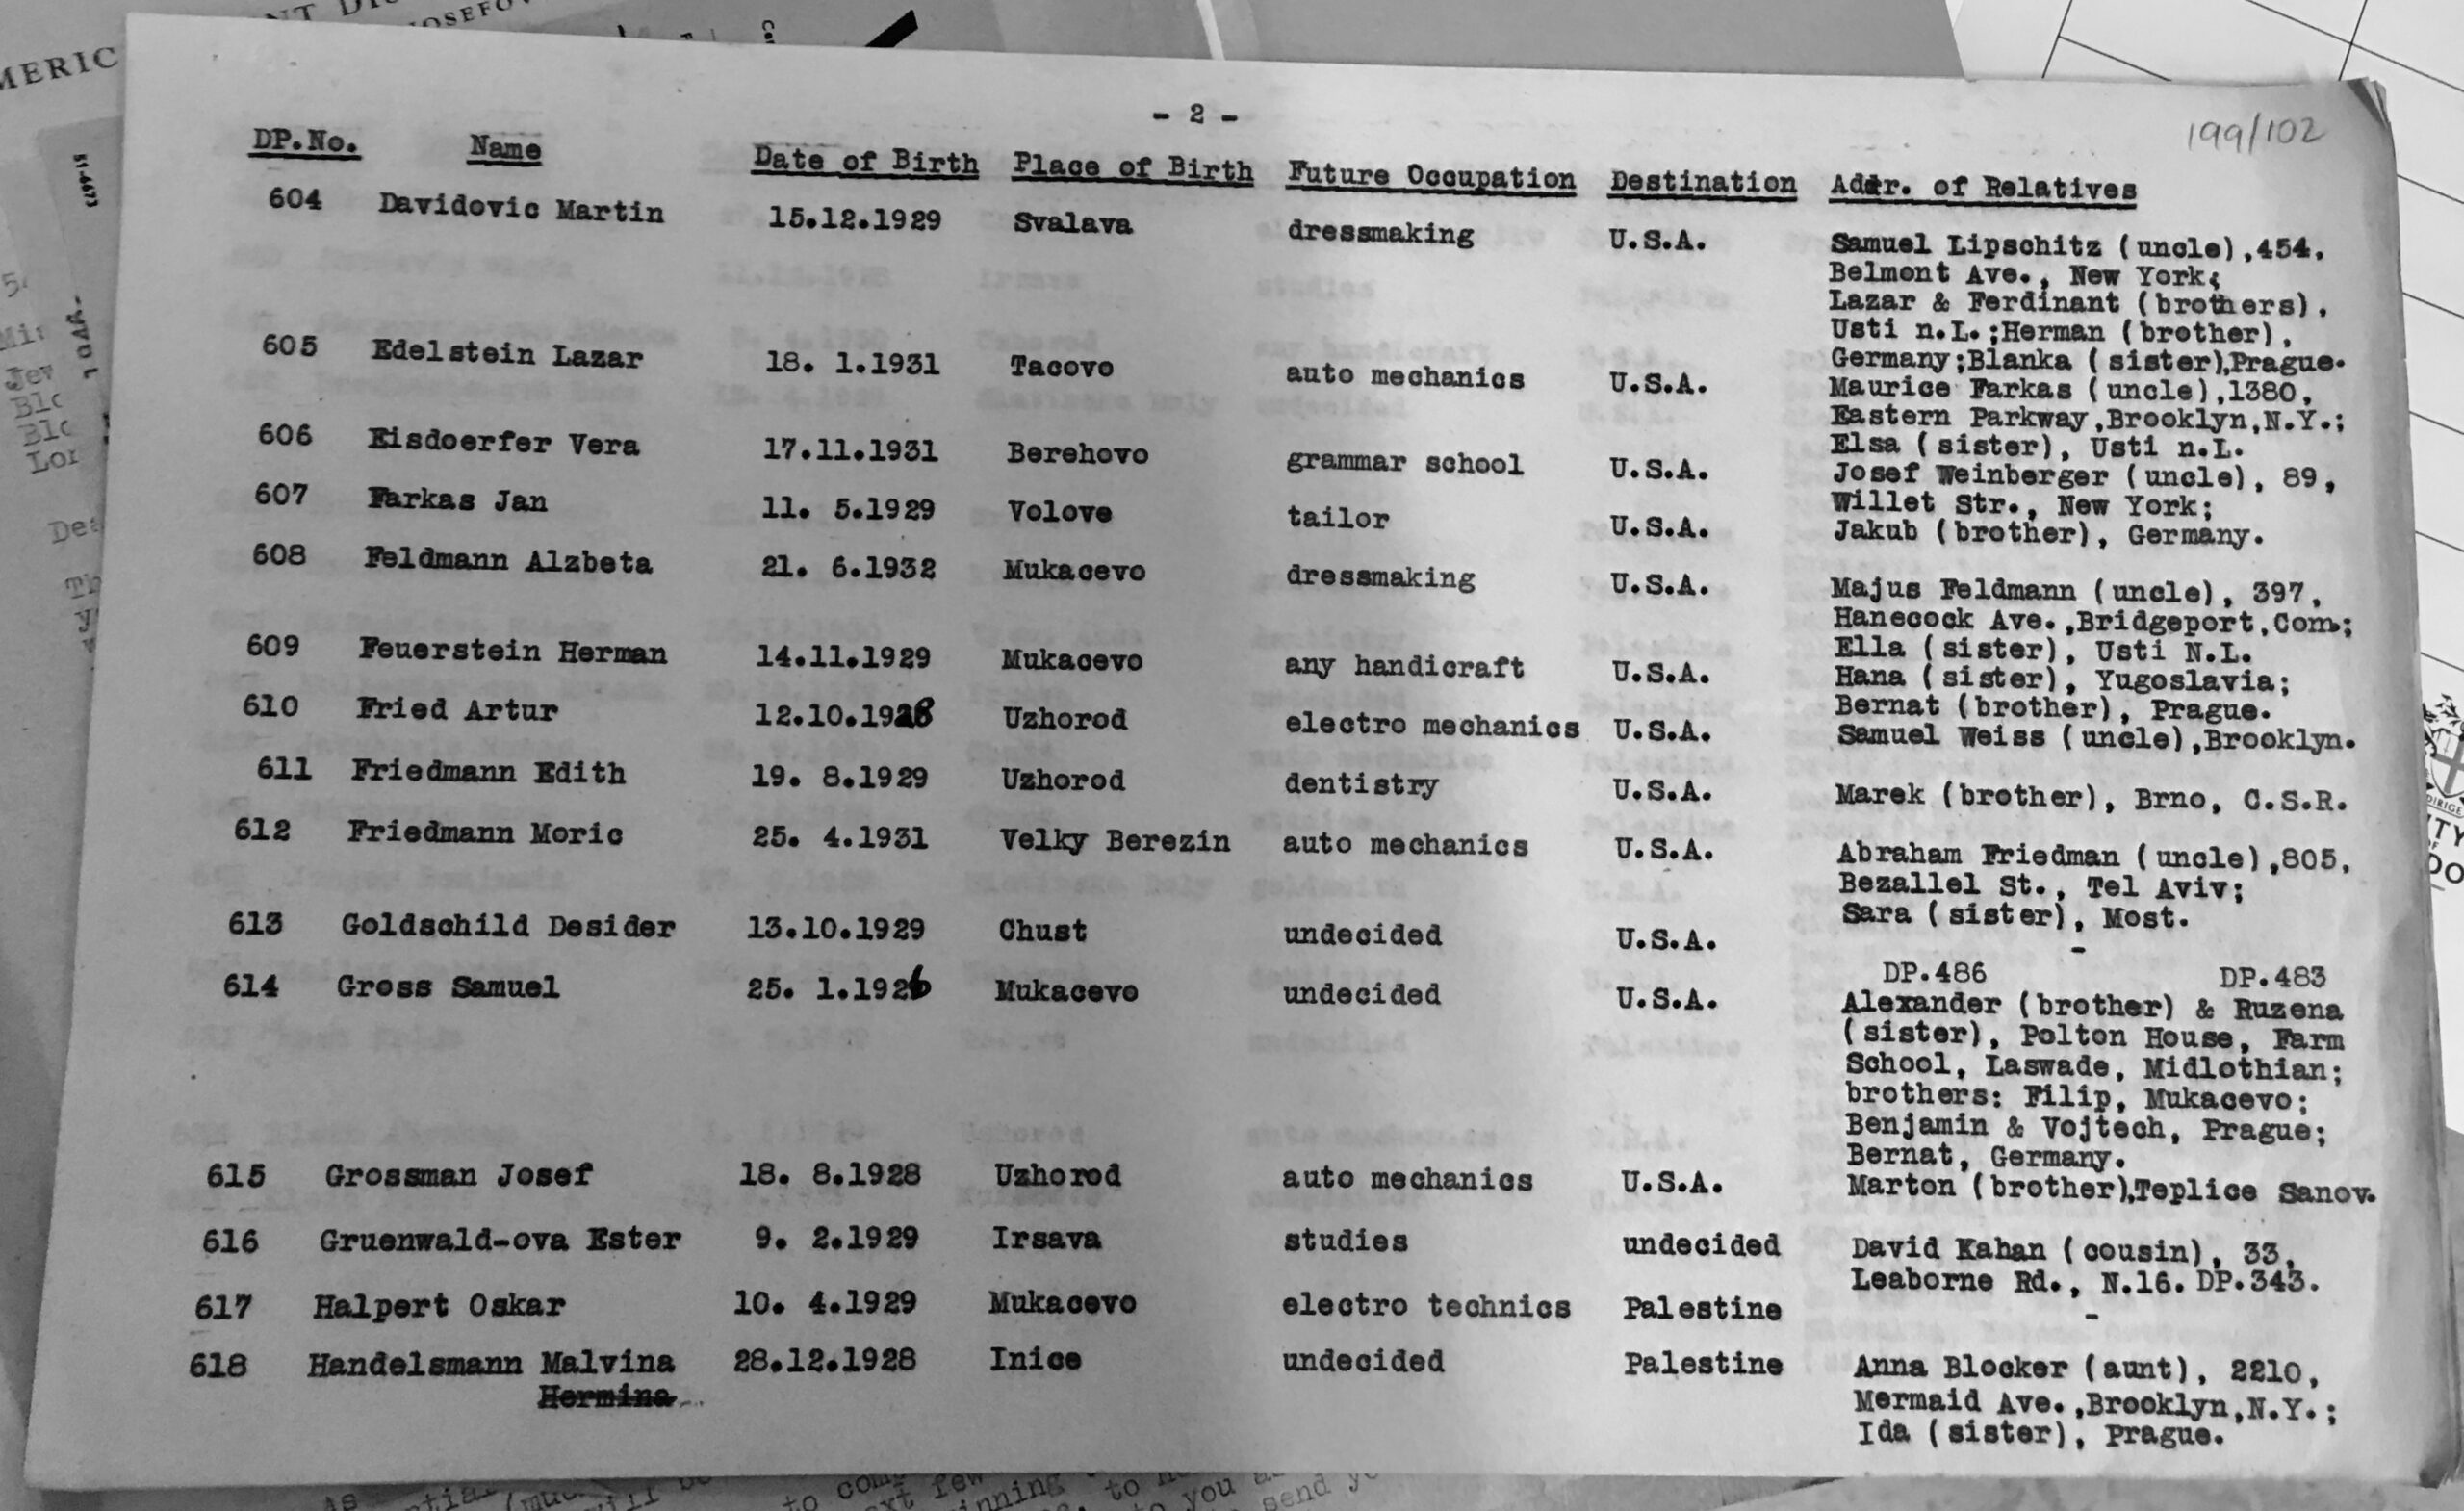 - 2 -
199/102
DP.No. Name Date of Birth Place of Birth Future Occupation Destination Addr. of Relatives
604 Davidovic Martin 15.12.1929 Svalava dressmaking U.S.A. Samuel Lipschitz (uncle),454,
Belmont Ave., New York;
Lazar & Ferdinant (brothers),
Usti n.L.;Herman (brother),
Germany;Blanka (sister),Prague.
605 Edelstein Lazar 18. 1.1931 Tacovo auto mechanics U.S.A. Maurice Farkas (uncle),1380,
Eastern Parkway,Brooklyn,N.Y.;
Elsa (sister), Usti n.L.
606 Eisdoerfer Vera 17.11.1931 Berehovo grammar school U.S.A. Josef Weinberger (uncle), 89,
Willet Str., New York;
607 Farkas Jan 11. 5.1929 Volove tailor U.S.A. Jakub (brother), Germany.
608 Feldmann Alzbeta 21. 6.1932 Mukacevo dressmaking U.S.A. Majus Feldmann (uncle), 397,
Hanecock Ave.,Bridgeport,Com.;
Ella (sister), Usti N.L.
609 Feuerstein Herman 14.11.1929 Mukacevo any handicraft U.S.A. Hana (sister), Yugoslavia;
Bernat (brother), Prague.
610 Fried Artur 12.10.1928 Uzhorod electro mechanics U.S.A. Samuel Weiss (uncle),Brooklyn.
611 Friedmann Edith 19. 8.1929 Uzhorod dentistry U.S.A. Marek (brother), Brno, C.S.R.
612 Friedmann Moric 25. 4.1931 Velky Berezin auto mechanics U.S.A. Abraham Friedman (uncle),805,
Bezallel St., Tel Aviv;
Sara (sister), Most.
613 Goldschild Desider 13.10.1929 Chust undecided U.S.A. -
DP.486 DP.483
614 Gross Samuel 25. 1.1926 Mukacevo undecided U.S.A. Alexander (brother) & Ruzena
(sister), Polton House, Farm
School, Laswade, Midlothian;
brothers: Filip, Mukacevo;
Benjamin & Vojtech, Prague;
Bernat, Germany.
615 Grossman Josef 18. 8.1928 Uzhorod auto mechanics U.S.A. Marton (brother),Teplice Sanov.
616 Gruenwald-ova Ester 9. 2.1929 Irsava studies undecided David Kahan (cousin), 33,
Leaborne Rd., N.16. DP.343.
617 Halpert Oskar 10. 4.1929 Mukacevo electro technics Palestine -
618 Handelsmann Malvina 28.12.1928 Inice undecided Palestine Anna Blocker (aunt), 2210,
Hermina
Mermaid Ave.,Brooklyn,N.Y.;
Ida (sister), Prague.